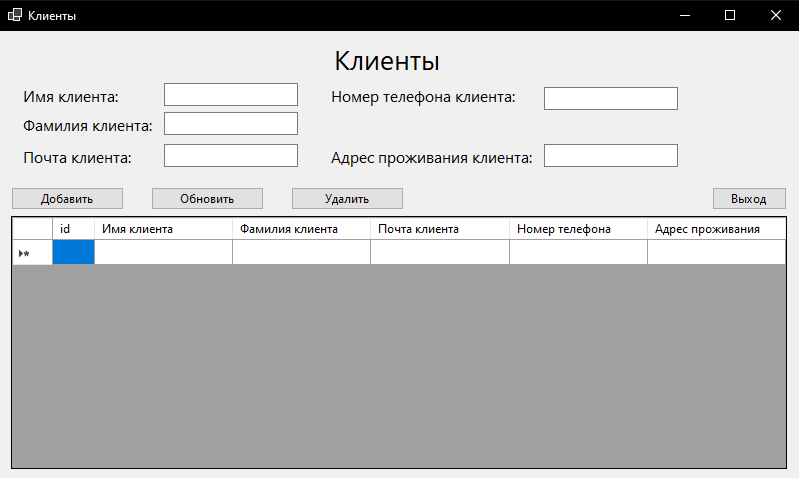 Клиенты
Клиенты
Имя клиента:
Номер телефона клиента:
Фамилия клиента:
Почта клиента:
Адрес проживания клиента:
Добавить Обновить Удалить Выход
id Имя клиента Фамилия клиента Почта клиента Номер телефона Адрес проживания